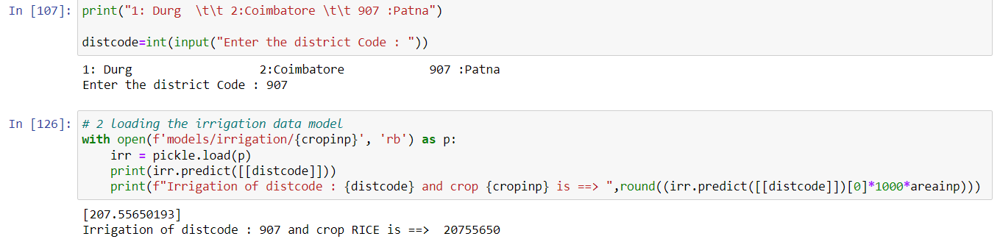 In [107]: print("1: Durg  \t\t 2:Coimbatore \t\t 907 :Patna")
distcode=int(input("Enter the district Code : "))
1: Durg 2:Coimbatore 907 :Patna
Enter the district Code : 907
In [126]: # 2 loading the irrigation data model
with open(f'models/irrigation/{cropinp}', 'rb') as p:
irr = pickle.load(p)
print(irr.predict([[distcode]]))
print(f"Irrigation of distcode : {distcode} and crop {cropinp} is ==> ",round((irr.predict([[distcode]])[0]*1000*areainp)))
[207.55650193]
Irrigation of distcode : 907 and crop RICE is ==>  20755650